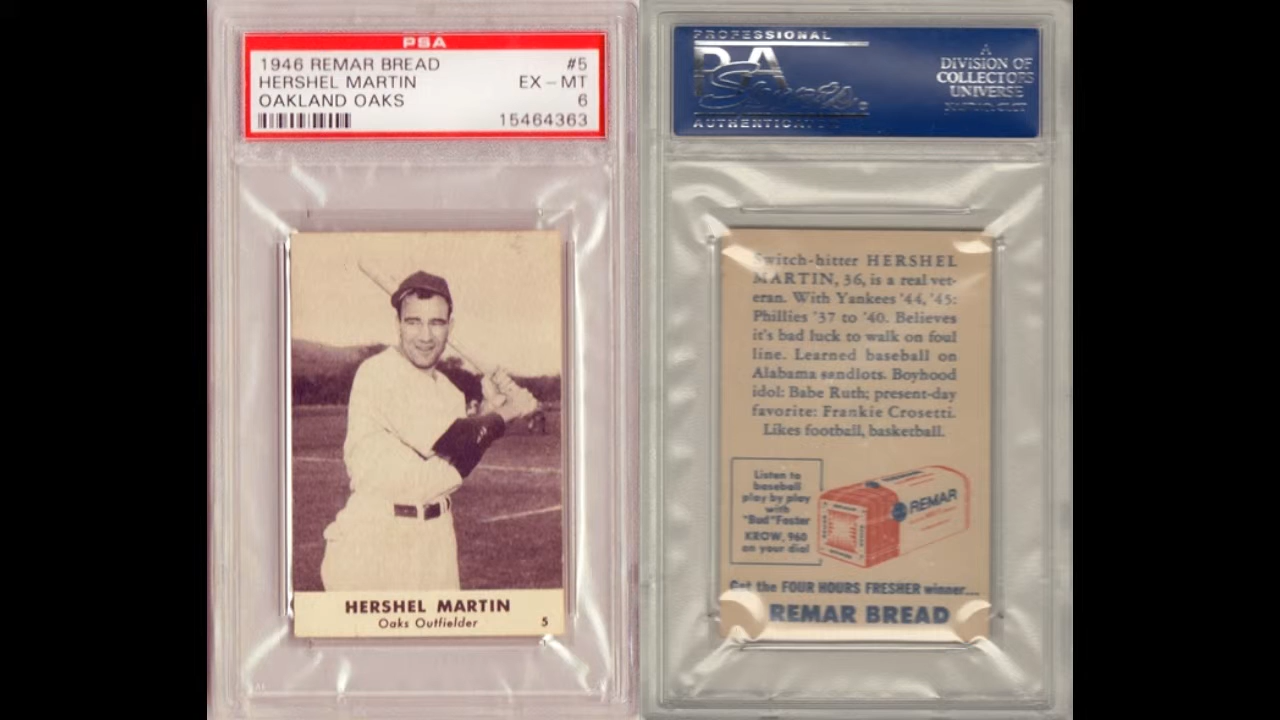 PSA
1946 REMAR BREAD #5
HERSHEL MARTIN EX-MT
OAKLAND OAKS 6
15464363
HERSHEL MARTIN
Oaks Outfielder 5
PROFESSIONAL
Sports
AUTHENTICATOR
A
DIVISION OF
COLLECTORS
UNIVERSE
Switch-hitter HERSHEL
MARTIN, 36, is a real vet-
eran. With Yankees '44, '45:
Phillies '37 to '40. Believes
it's bad luck to walk on foul
line. Learned baseball on
Alabama sandlots. Boyhood
idol: Babe Ruth; present-day
favorite: Frankie Crosetti.
Likes football, basketball.
Listen to
baseball
play by play
with
"Bud" Foster
KROW, 960
on your dial
REMAR
Get the FOUR HOURS FRESHER winner...
REMAR BREAD